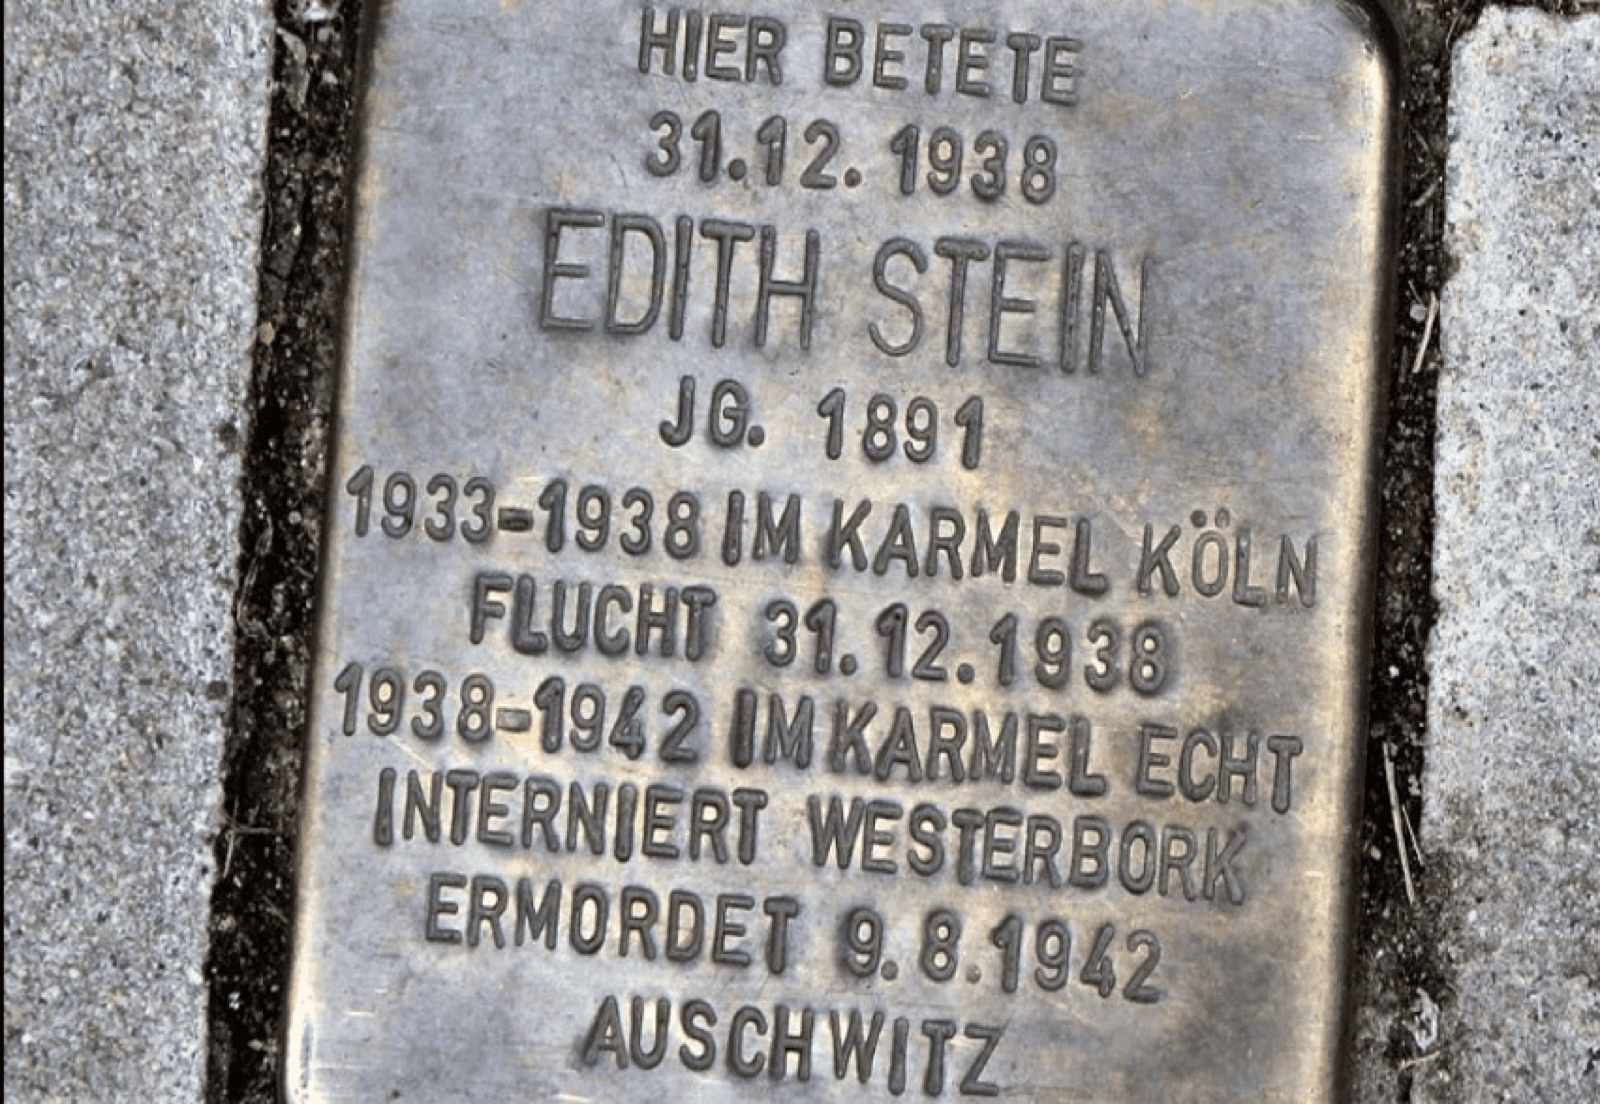 HIER BETETE
31.12. 1938
EDITH STEIN
JG. 1891
1933-1938 IM KARMEL KÖLN
FLUCHT 31.12.1938
1938-1942 IM KARMEL ECHT
INTERNIERT WESTERBORK
ERMORDET 9.8.1942
AUSCHWITZ